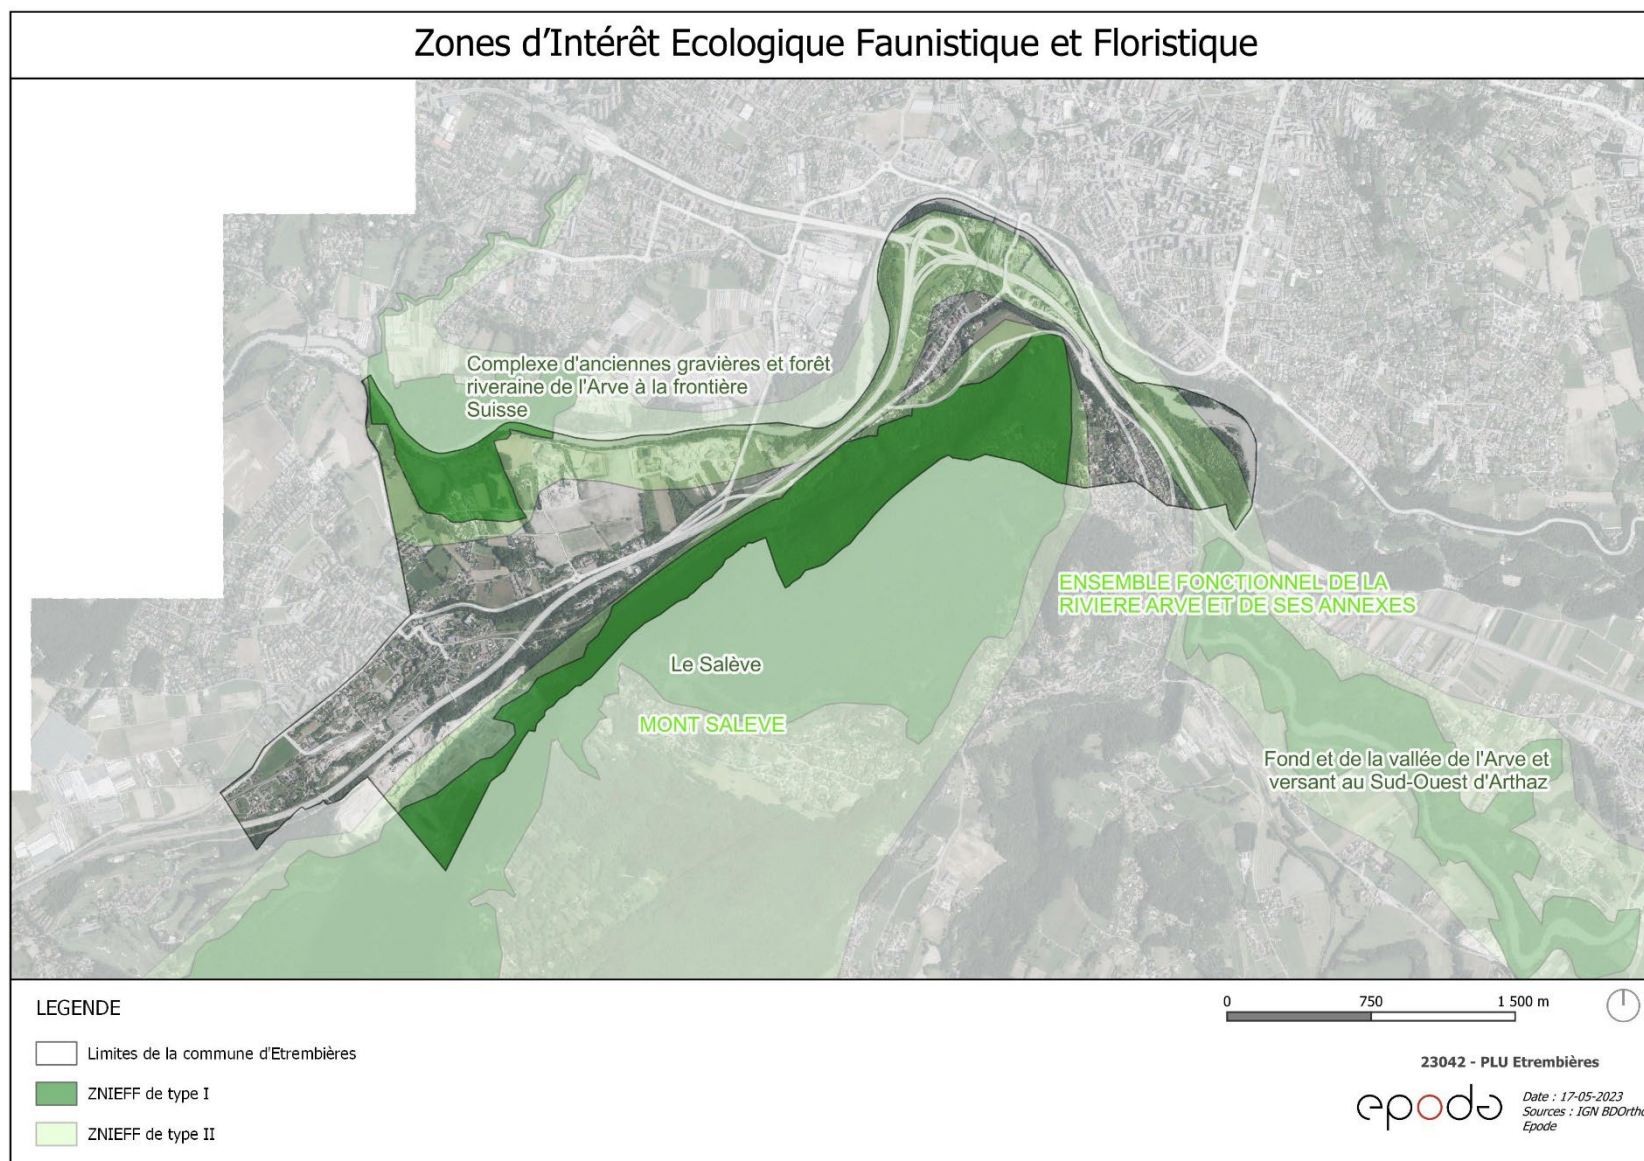 Zones d'Intérêt Ecologique Faunistique et Floristique
Complexe d'anciennes gravières et forêt
riveraine de l'Arve à la frontière
Suisse
ENSEMBLE FONCTIONNEL DE LA
RIVIERE ARVE ET DE SES ANNEXES
Le Salève
MONT SALEVE
Fond et de la vallée de l'Arve et
versant au Sud-Ouest d'Arthaz
LEGENDE
Limites de la commune d'Etrembières
ZNIEFF de type I
ZNIEFF de type II
0 750 1 500 m
23042 - PLU Etrembières
epode
Date : 17-05-2023
Sources : IGN BDOrtho
Epode